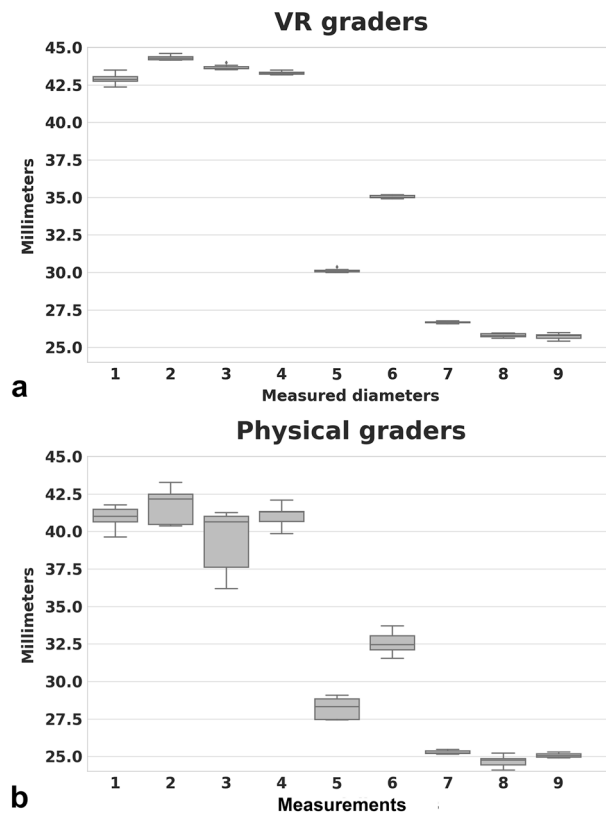 VR graders
45.0
42.5
40.0
37.5
35.0
32.5
30.0
27.5
25.0
Millimeters
1 2 3 4 5 6 7 8 9
Measured diameters
a
Physical graders
45.0
42.5
40.0
37.5
35.0
32.5
30.0
27.5
25.0
Millimeters
1 2 3 4 5 6 7 8 9
Measurements
b